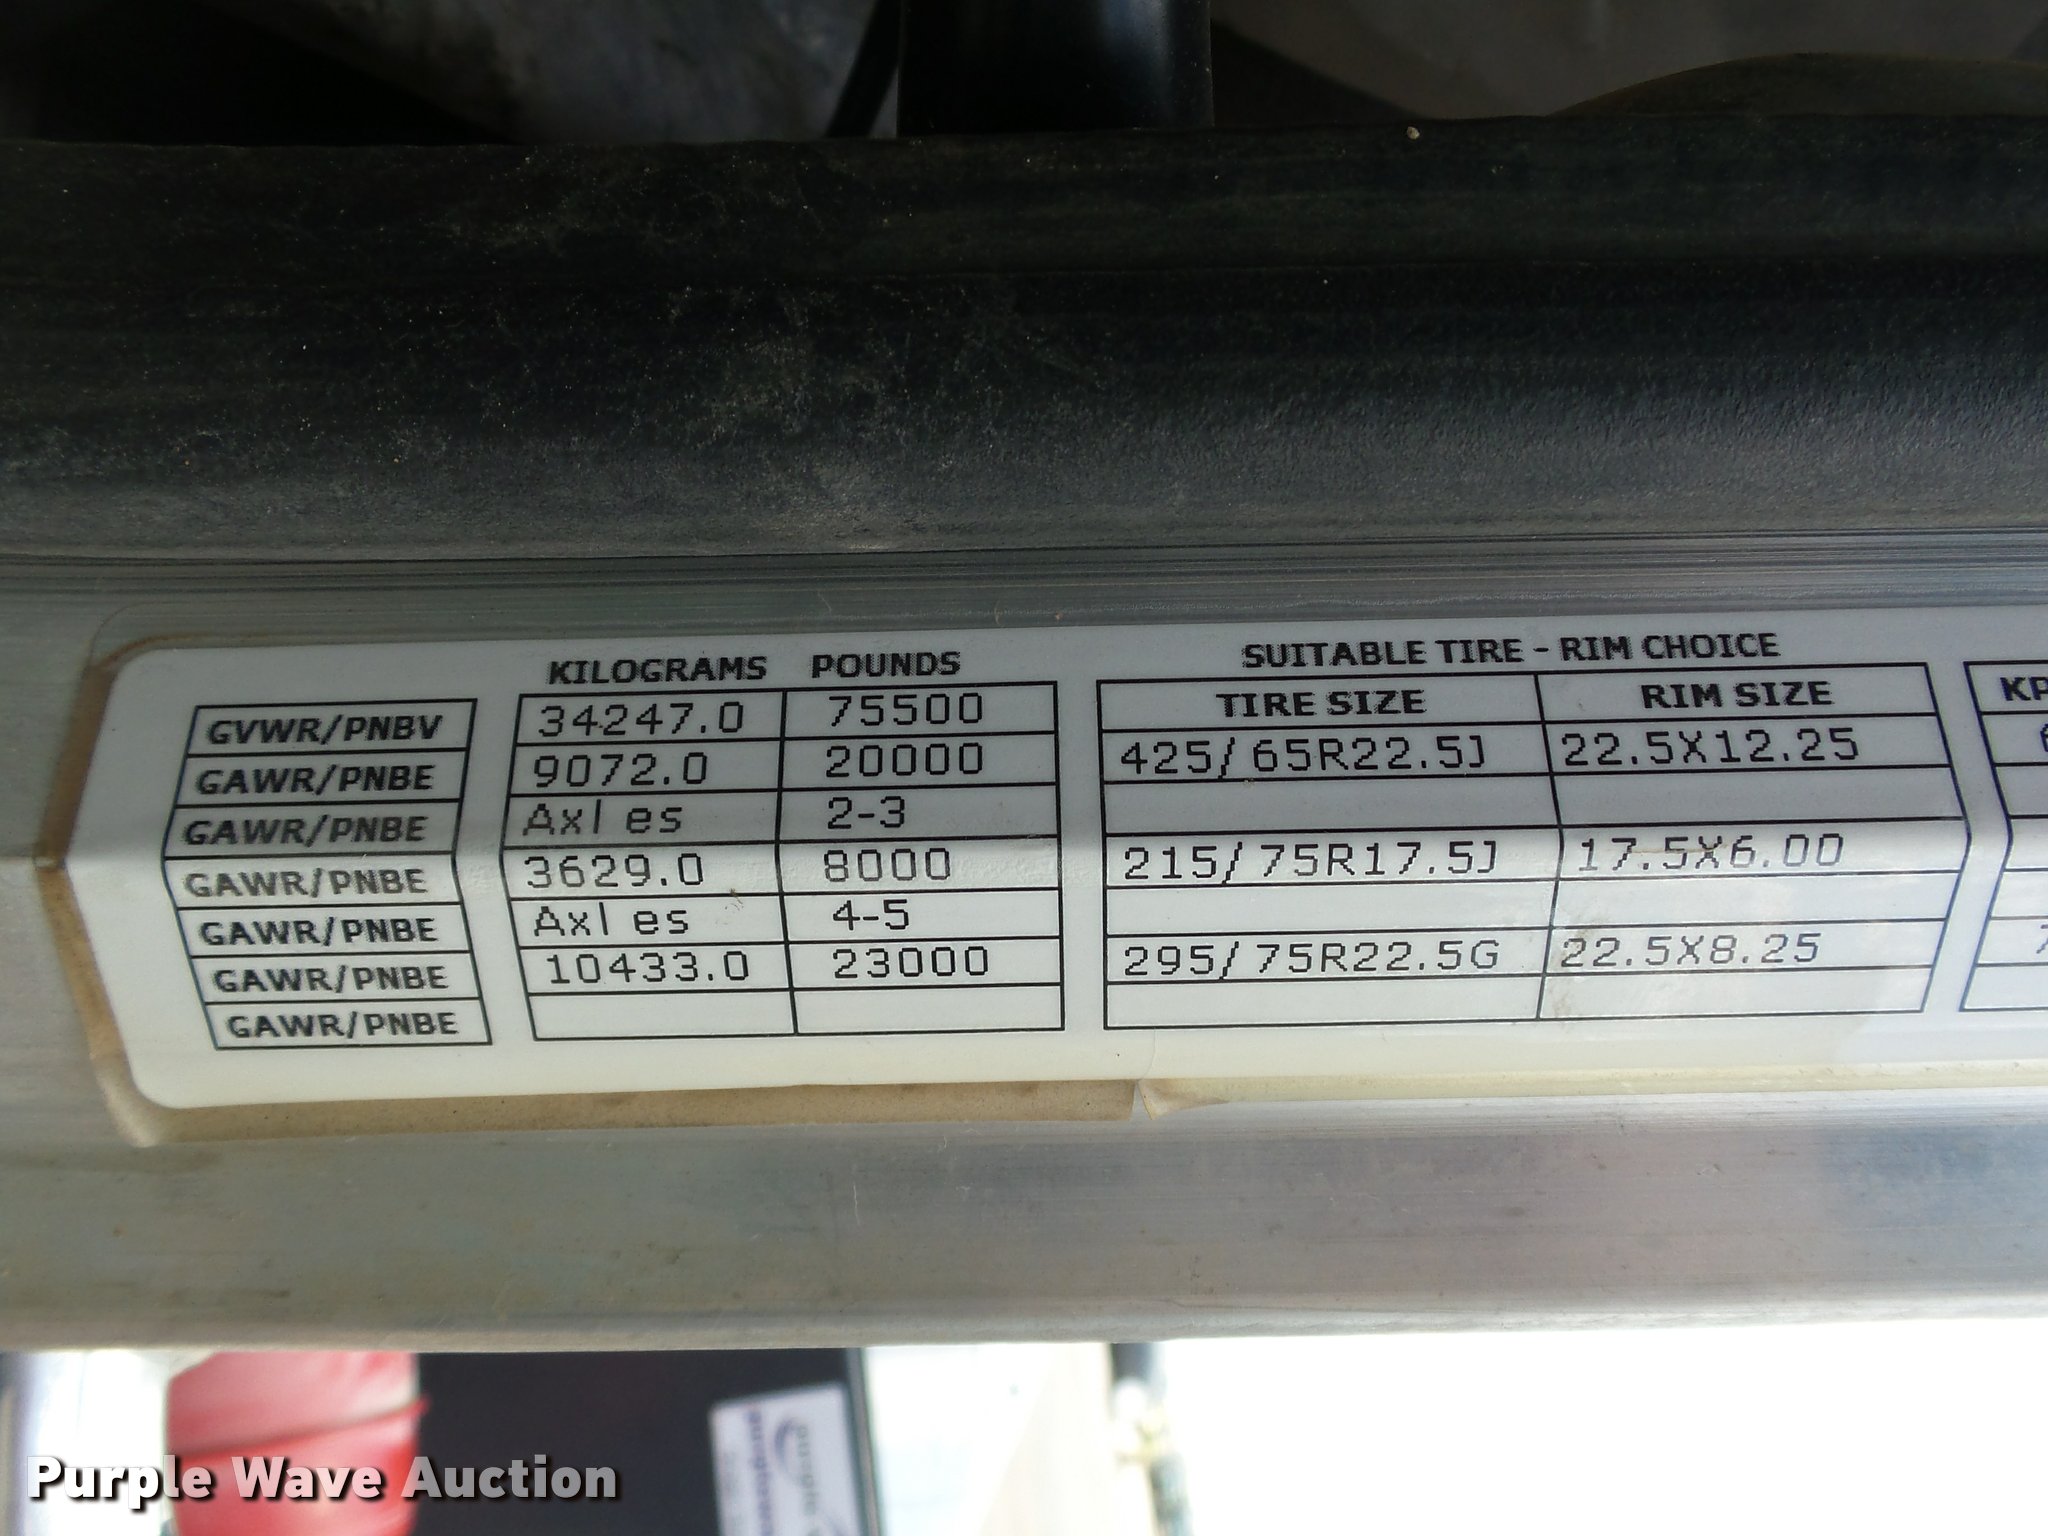 KILOGRAMS POUNDS SUITABLE TIRE - RIM CHOICE
TIRE SIZE RIM SIZE KP
GVWR/PNBV 34247.0 75500
GAWR/PNBE 9072.0 20000 425/65R22.5J 22.5X12.25
GAWR/PNBE Axles 2-3
GAWR/PNBE 3629.0 8000 215/75R17.5J 17.5X6.00
GAWR/PNBE Axles 4-5
GAWR/PNBE 10433.0 23000 295/75R22.5G 22.5X8.25
GAWR/PNBE
Purple Wave Auction